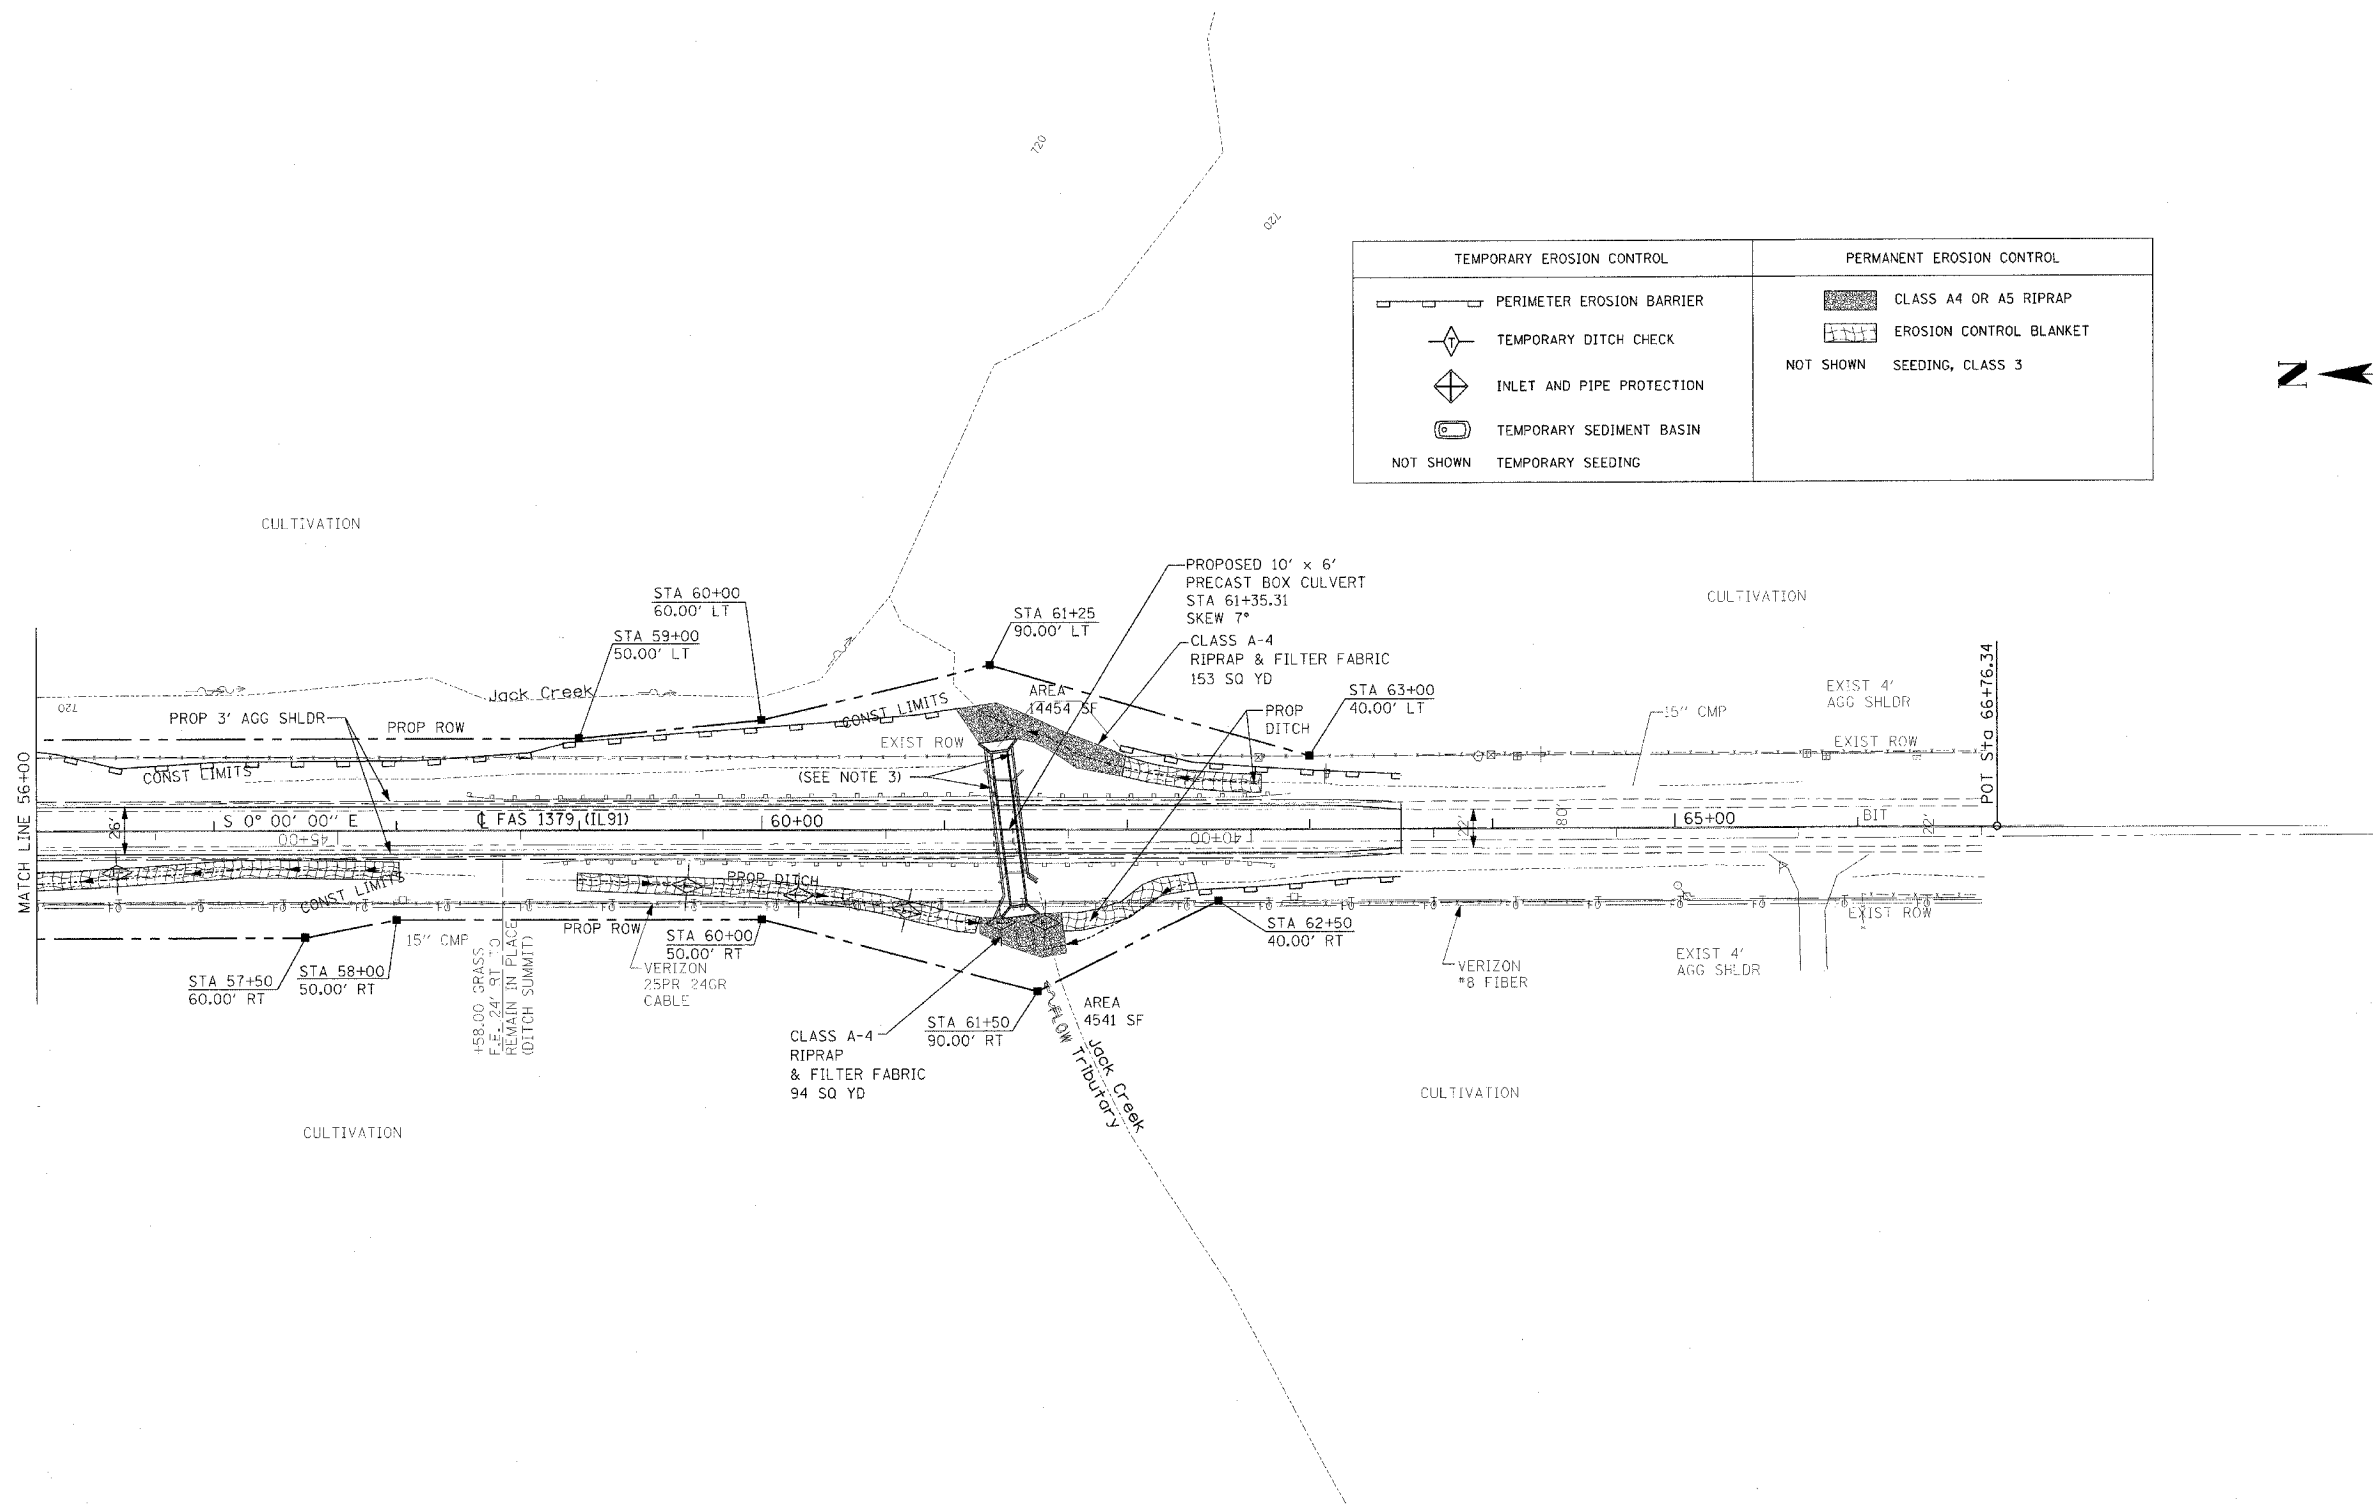 720
720
TEMPORARY EROSION CONTROL
PERIMETER EROSION BARRIER
TEMPORARY DITCH CHECK
T
INLET AND PIPE PROTECTION
TEMPORARY SEDIMENT BASIN
NOT SHOWN TEMPORARY SEEDING
PERMANENT EROSION CONTROL
CLASS A4 OR A5 RIPRAP
EROSION CONTROL BLANKET
NOT SHOWN SEEDING, CLASS 3
N
CULTIVATION
CULTIVATION
PROPOSED 10' x 6'
PRECAST BOX CULVERT
STA 61+35.31
SKEW 7°
CLASS A-4
RIPRAP & FILTER FABRIC
153 SQ YD
STA 60+00
60.00' LT
STA 59+00
50.00' LT
STA 61+25
90.00' LT
STA 63+00
40.00' LT
AREA
14454 SF
PROP
DITCH
Jack Creek
720
PROP 3' AGG SHLDR
PROP ROW
CONST LIMITS
CONST LIMITS
EXIST ROW
(SEE NOTE 3)
15" CMP
EXIST 4'
AGG SHLDR
EXIST ROW
POT Sta 66+76.34
MATCH LINE 56+00
26'
S 0° 00' 00" E
℄ FAS 1379 (IL91)
60+00
65+00
BIT
45+00
40+00
22'
80'
22'
PROP DITCH
CONST LIMITS
15" CMP
PROP ROW
STA 57+50
60.00' RT
STA 58+00
50.00' RT
+58.00 GRASS
F.E. 24' RT TO
REMAIN IN PLACE
(DITCH SUMMIT)
STA 60+00
50.00' RT
VERIZON
25PR 24GR
CABLE
STA 62+50
40.00' RT
VERIZON
#8 FIBER
EXIST ROW
EXIST 4'
AGG SHLDR
CLASS A-4
RIPRAP
& FILTER FABRIC
94 SQ YD
STA 61+50
90.00' RT
AREA
4541 SF
FLOW
Jack Creek
Tributary
CULTIVATION
CULTIVATION